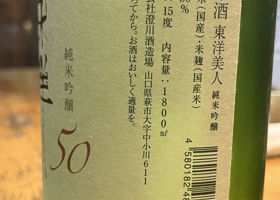 酒 東洋美人 純米吟醸
米(国産)・米麹(国産米)
15度 内容量:1800㎖
会社澄川酒造場 山口県萩市大字中小川611
ってから。お酒はおいしく適量を。
純米吟醸
50
4 580182 48